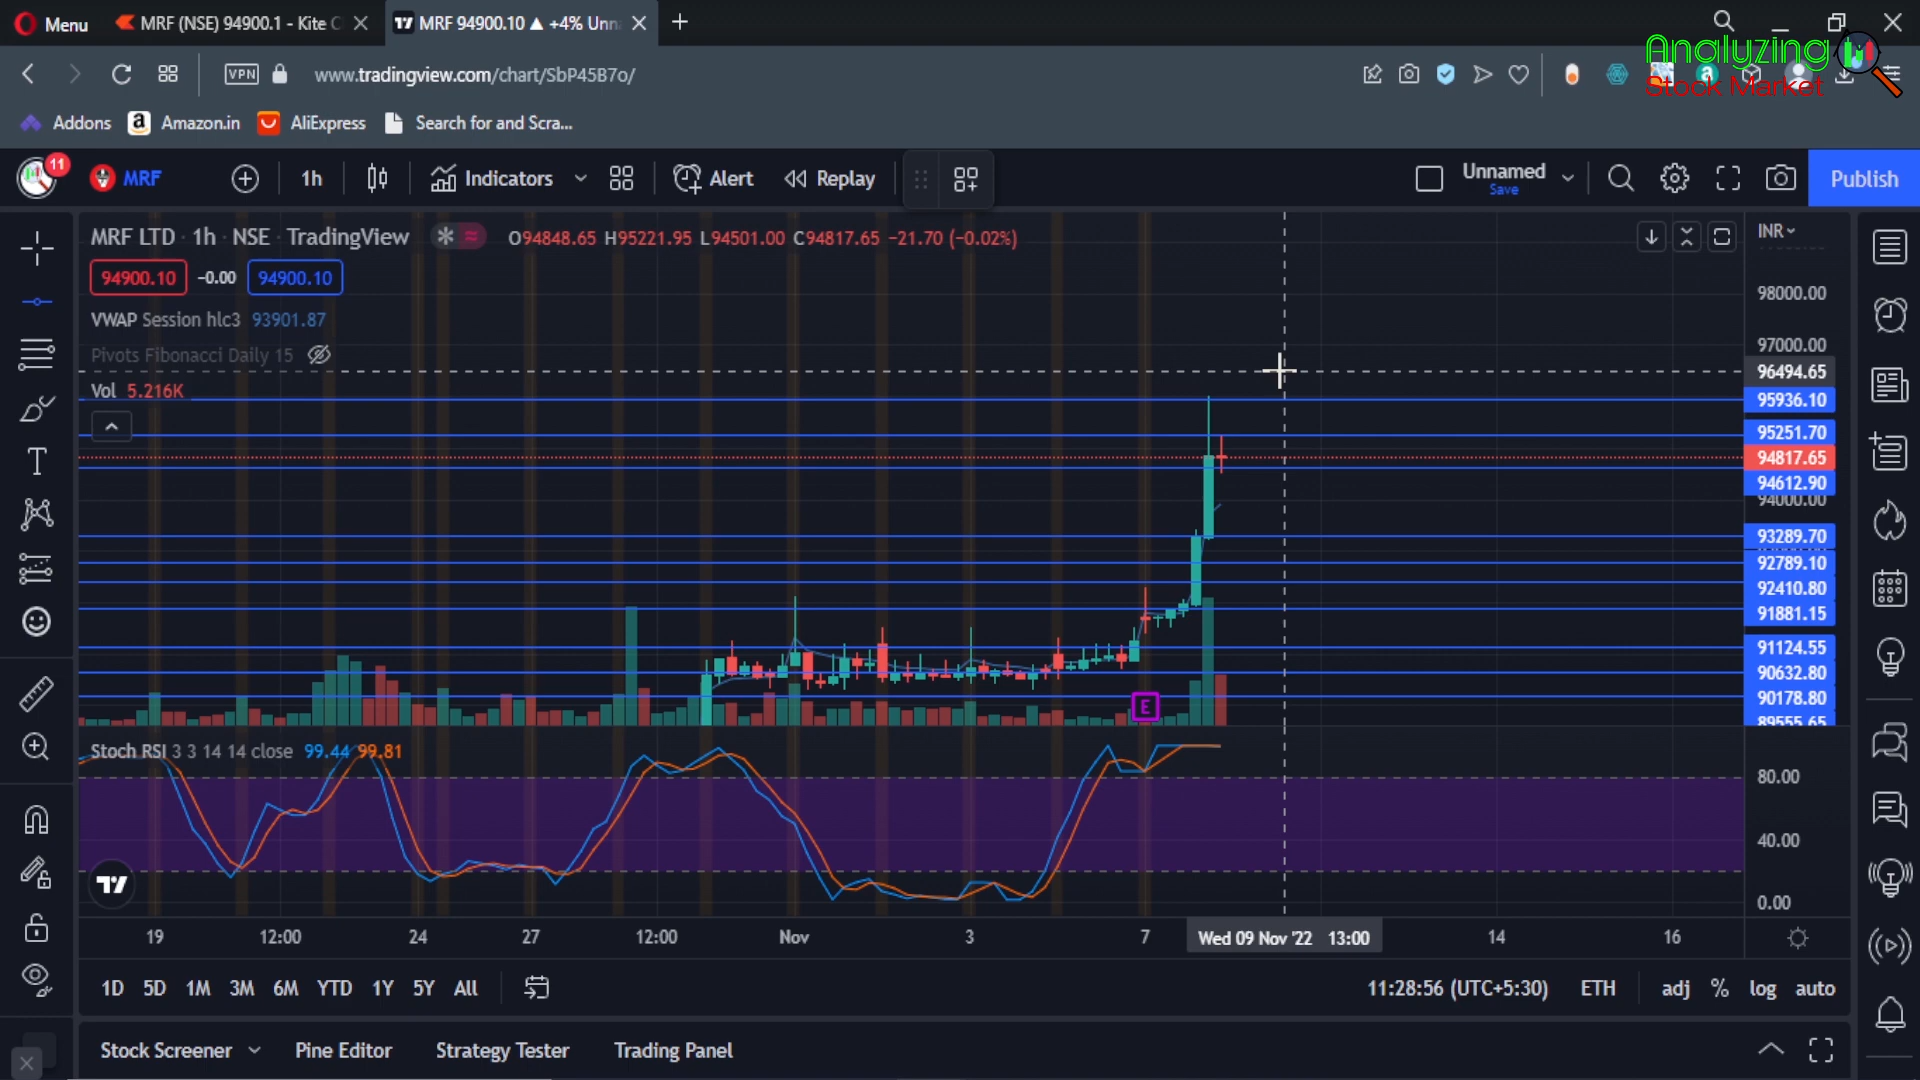 Menu
MRF (NSE) 94900.1 - Kite C
MRF 94900.10 ▲ +4% Unn
VPN
www.tradingview.com/chart/SbP45B7o/
Analyzing
Stock Market
Addons
Amazon.in
AliExpress
Search for and Scra...
11
MRF
1h
Indicators
Alert
Replay
Unnamed
Save
Publish
MRF LTD · 1h · NSE · TradingView
O94848.65 H95221.95 L94501.00 C94817.65 −21.70 (−0.02%)
INR
94900.10
−0.00
94900.10
VWAP Session hlc3 93901.87
Pivots Fibonacci Daily 15
Vol 5.216K
98000.00
97000.00
96494.65
95936.10
95251.70
94817.65
94612.90
94000.00
93289.70
92789.10
92410.80
91881.15
91124.55
90632.80
90178.80
89555.65
E
Stoch RSI 3 3 14 14 close 99.44 99.81
80.00
40.00
0.00
19
12:00
24
27
12:00
Nov
3
7
Wed 09 Nov '22 13:00
14
16
1D 5D 1M 3M 6M YTD 1Y 5Y All
11:28:56 (UTC+5:30)
ETH
adj % log auto
Stock Screener
Pine Editor
Strategy Tester
Trading Panel